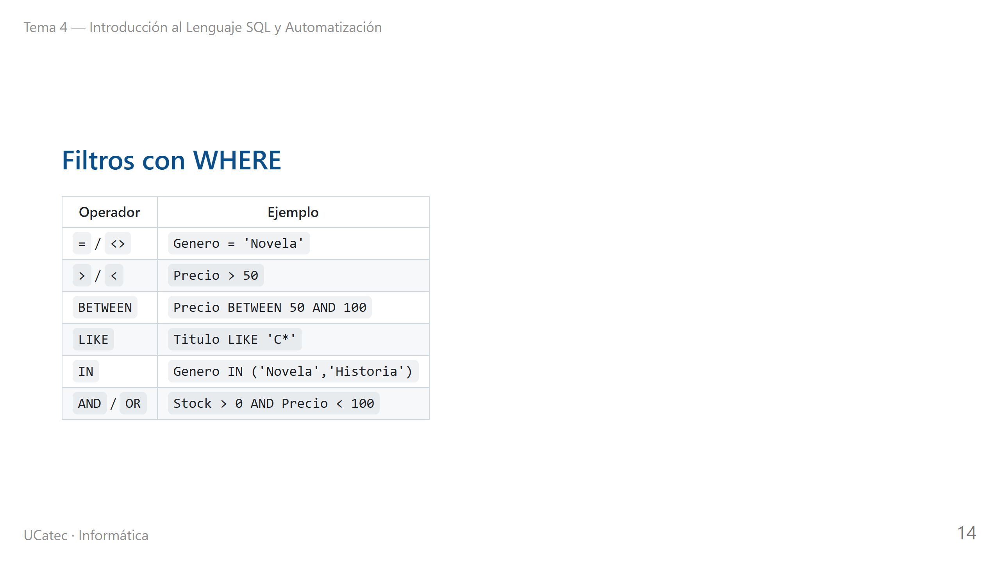 Tema 4 — Introducción al Lenguaje SQL y Automatización
Filtros con WHERE
Operador Ejemplo
= / <> Genero = 'Novela'
> / < Precio > 50
BETWEEN Precio BETWEEN 50 AND 100
LIKE Titulo LIKE 'C*'
IN Genero IN ('Novela','Historia')
AND / OR Stock > 0 AND Precio < 100
UCatec · Informática 14